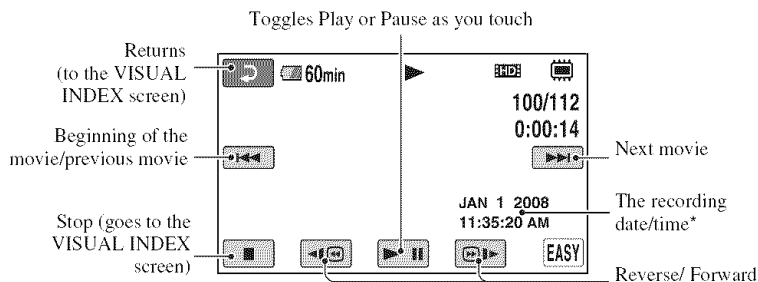 Toggles Play or Pause as you touch
Returns
(to the VISUAL
INDEX screen)
60min
HD
100/112
0:00:14
Beginning of the
movie/previous movie
Next movie
JAN 1 2008
11:35:20 AM
The recording
date/time*
Stop (goes to the
VISUAL INDEX
screen)
EASY
Reverse/ Forward